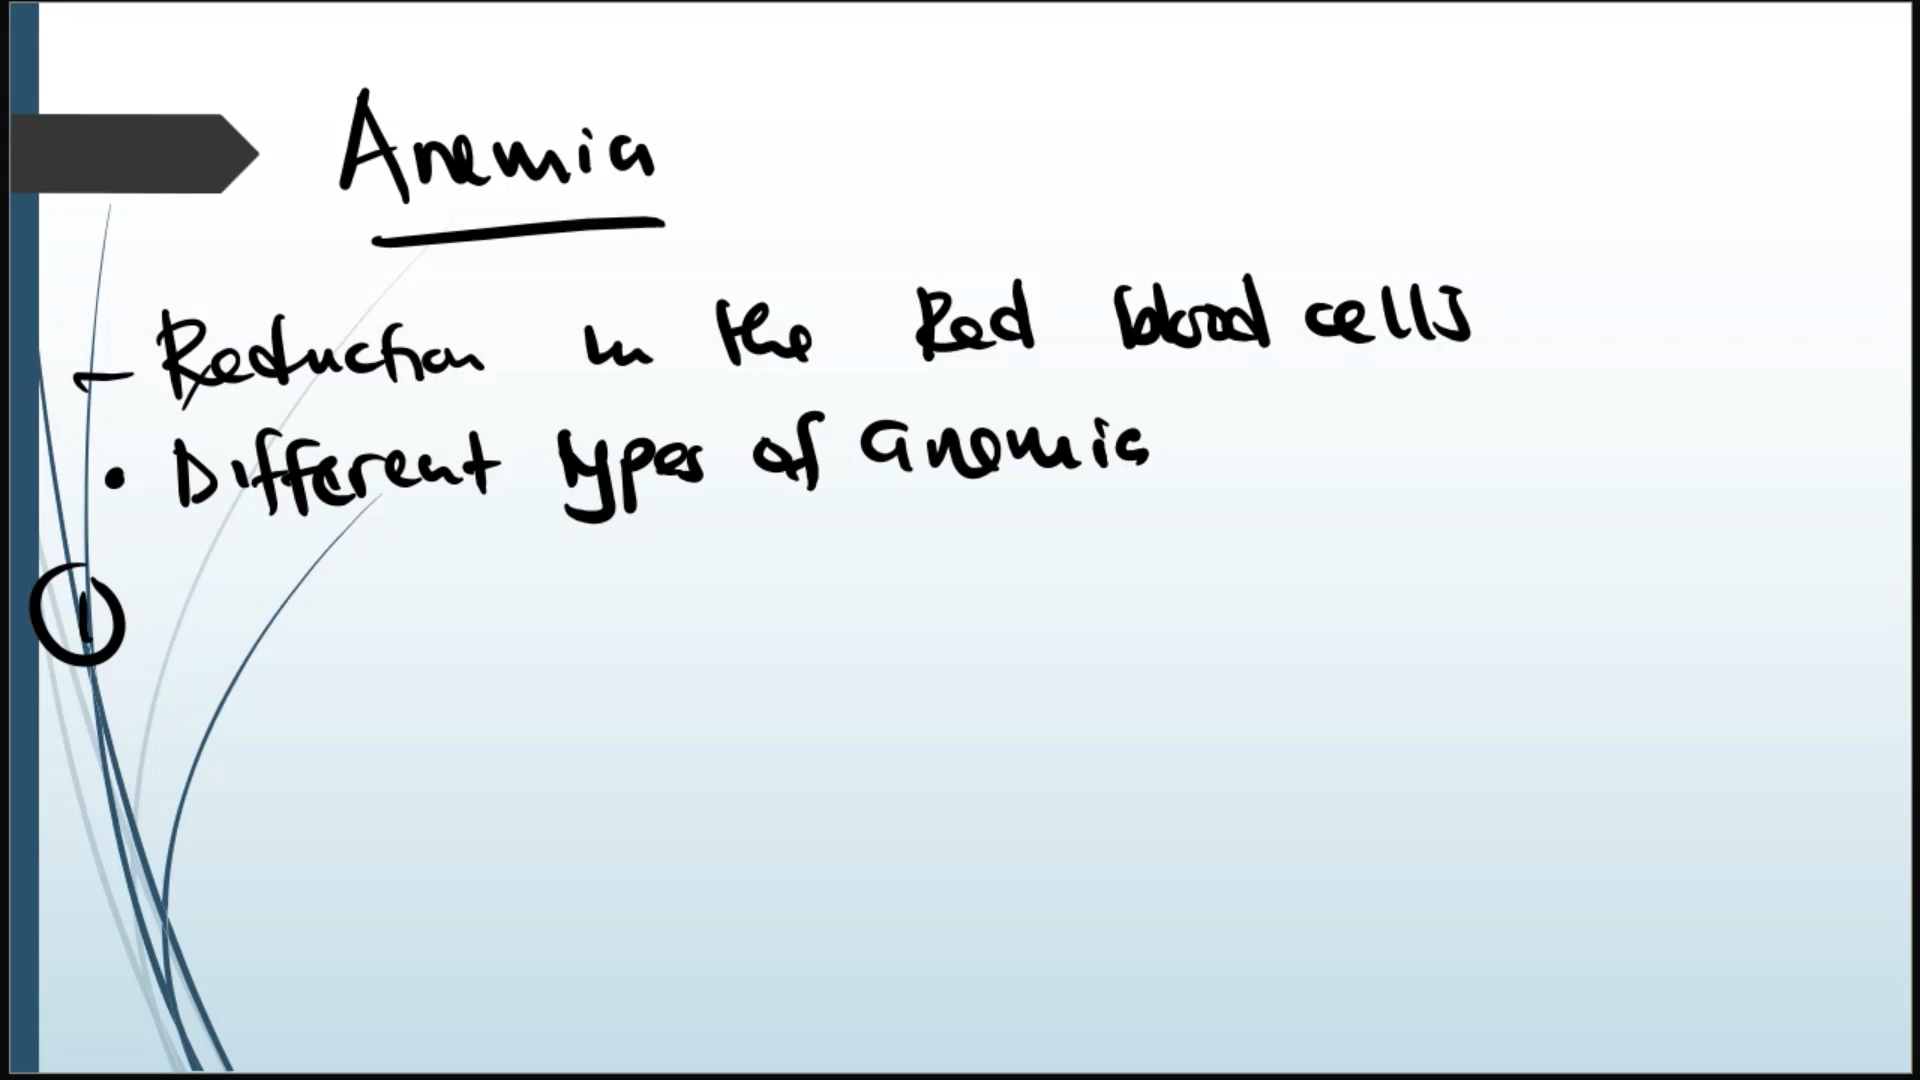 Anemia
- Reduction in the Red blood cells
• Different types of anemia
①